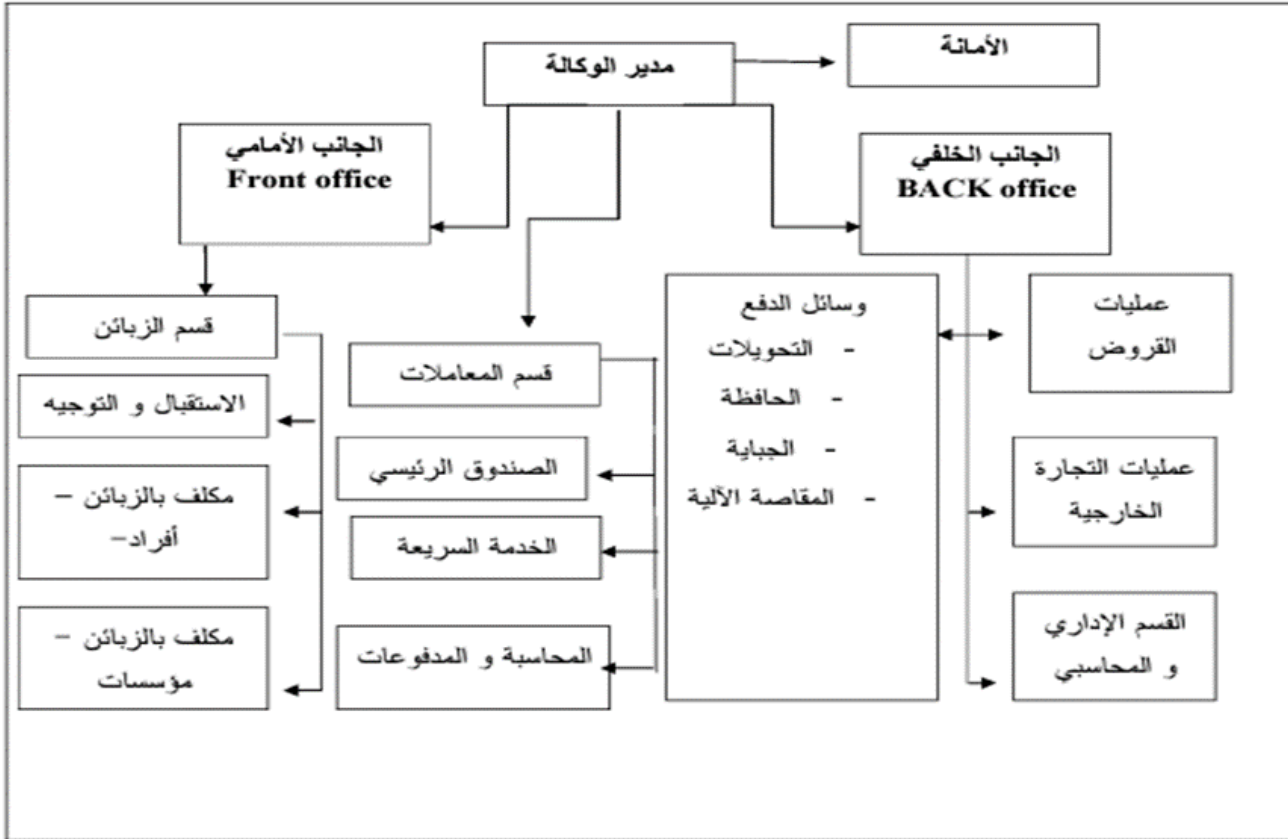 الأمانة
مدير الوكالة
الجانب الأمامي
Front office
الجانب الخلفي
BACK office
قسم الزبائن
الاستقبال و التوجيه
مكلف بالزبائن –
أفراد–
مكلف بالزبائن –
مؤسسات
قسم المعاملات
الصندوق الرئيسي
الخدمة السريعة
المحاسبة و المدفوعات
وسائل الدفع
- التحويلات
- الحافظة
- الجباية
- المقاصة الآلية
عمليات
القروض
عمليات التجارة
الخارجية
القسم الإداري
و المحاسبي